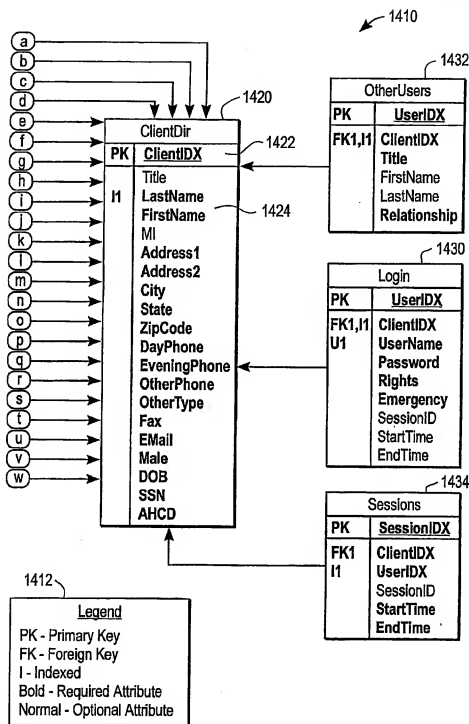 1410
a
b
c
d
e
f
g
h
i
j
k
l
m
n
o
p
q
r
s
t
u
v
w
1420
ClientDir
PK ClientIDX
1422
Title
I1 LastName
FirstName
1424
MI
Address1
Address2
City
State
ZipCode
DayPhone
EveningPhone
OtherPhone
OtherType
Fax
EMail
Male
DOB
SSN
AHCD
1432
OtherUsers
PK UserIDX
FK1,I1 ClientIDX
Title
FirstName
LastName
Relationship
1430
Login
PK UserIDX
FK1,I1 ClientIDX
U1 UserName
Password
Rights
Emergency
SessionID
StartTime
EndTime
1434
Sessions
PK SessionIDX
FK1 ClientIDX
I1 UserIDX
SessionID
StartTime
EndTime
1412
Legend
PK - Primary Key
FK - Foreign Key
I - Indexed
Bold - Required Attribute
Normal - Optional Attribute